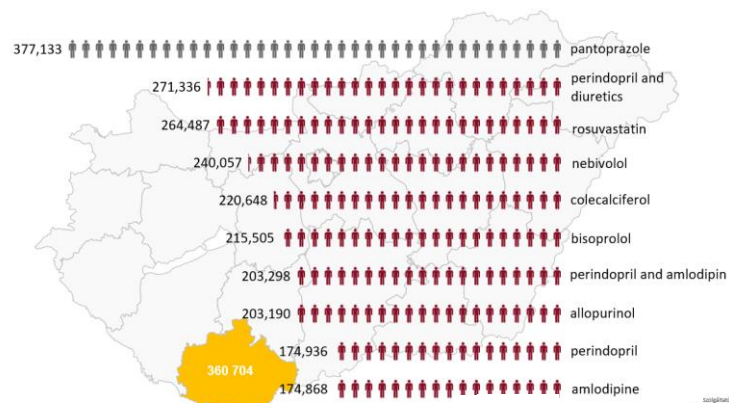 377,133 pantoprazole
271,336 perindopril and
diuretics
264,487 rosuvastatin
240,057 nebivolol
220,648 colecalciferol
215,505 bisoprolol
203,298 perindopril and amlodipin
203,190 allopurinol
174,936 perindopril
360 704
174,868 amlodipine